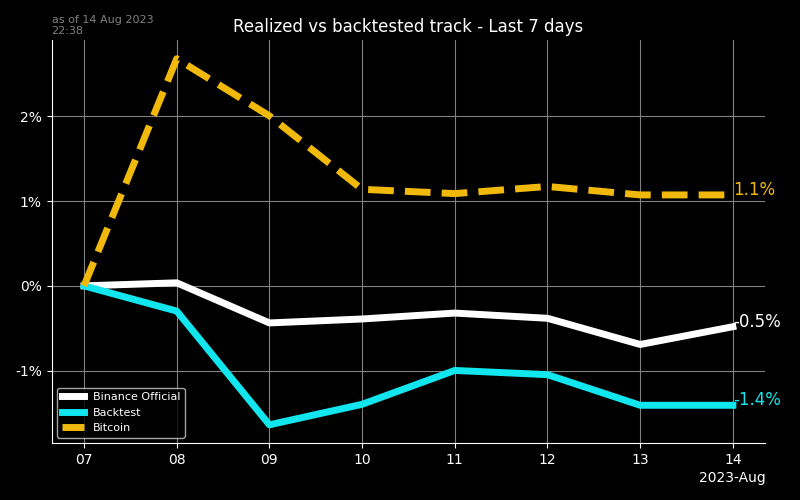 as of 14 Aug 2023
22:38
Realized vs backtested track - Last 7 days
2%
1%
0%
-1%
1.1%
-0.5%
-1.4%
Binance Official
Backtest
Bitcoin
07 08 09 10 11 12 13 14
2023-Aug